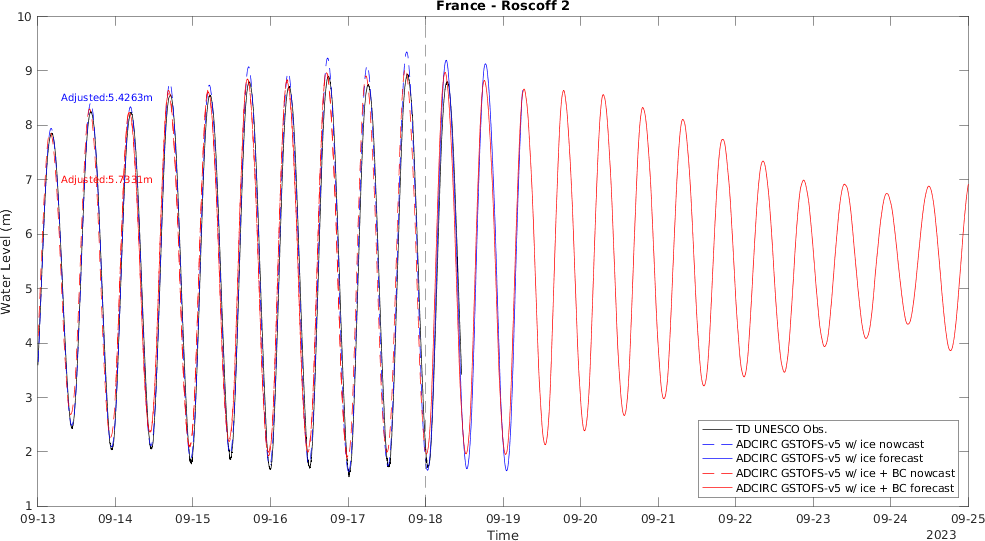 France - Roscoff 2
10
9
8
7
6
5
4
3
2
1
Water Level (m)
Adjusted:5.4263m
Adjusted:5.7331m
TD UNESCO Obs.
ADCIRC GSTOFS-v5 w/ ice nowcast
ADCIRC GSTOFS-v5 w/ ice forecast
ADCIRC GSTOFS-v5 w/ ice + BC nowcast
ADCIRC GSTOFS-v5 w/ ice + BC forecast
09-13 09-14 09-15 09-16 09-17 09-18 09-19 09-20 09-21 09-22 09-23 09-24 09-25
Time
2023